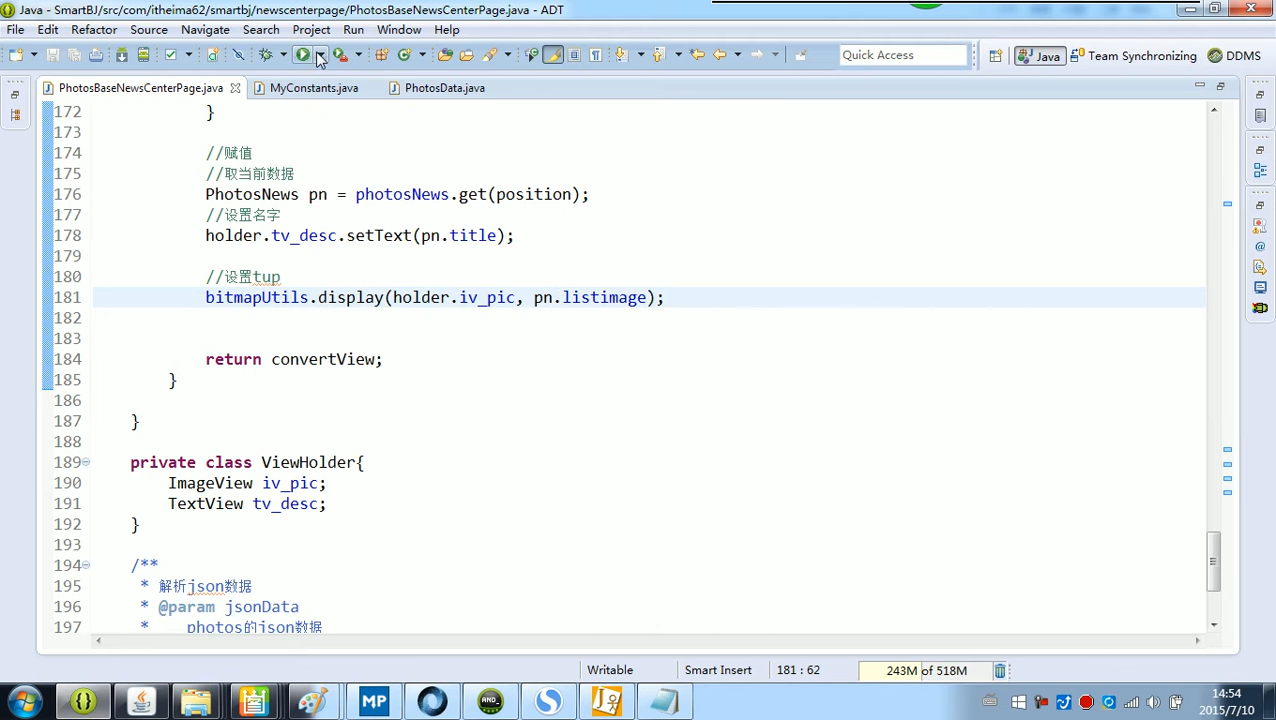 Java - SmartBJ/src/com/itheima62/smartbj/newscenterpage/PhotosBaseNewsCenterPage.java - ADT
File Edit Refactor Source Navigate Search Project Run Window Help
Quick Access
Java
Team Synchronizing
DDMS
PhotosBaseNewsCenterPage.java
MyConstants.java
PhotosData.java
172 }
173
174 //赋值
175 //取当前数据
176 PhotosNews pn = photosNews.get(position);
177 //设置名字
178 holder.tv_desc.setText(pn.title);
179
180 //设置tup
181 bitmapUtils.display(holder.iv_pic, pn.listimage);
182
183
184 return convertView;
185 }
186
187 }
188
189 private class ViewHolder{
190 ImageView iv_pic;
191 TextView tv_desc;
192 }
193
194 /**
195 * 解析json数据
196 * @param jsonData
197 * photos的json数据
Writable
Smart Insert
181 : 62
243M of 518M
MP
AND_
14:54
2015/7/10